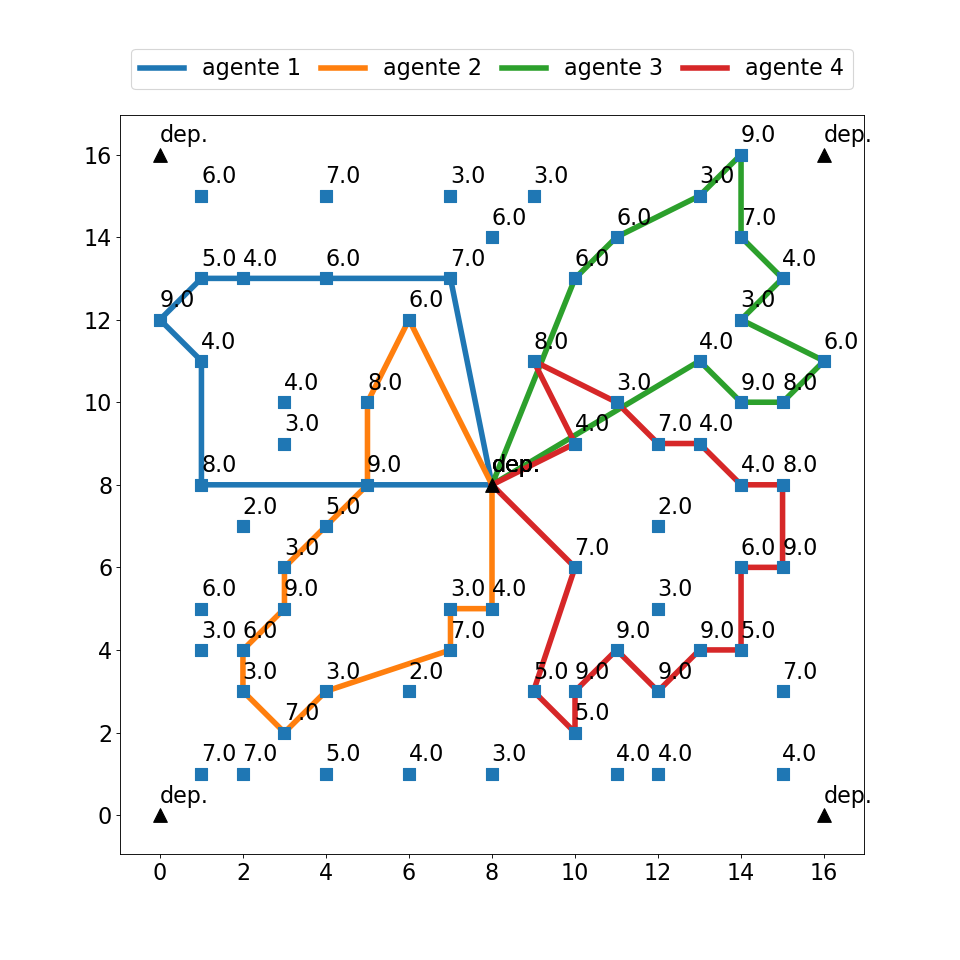 agente 1 agente 2 agente 3 agente 4
9.0
dep. dep.
16
6.0 7.0 3.0 3.0 3.0
6.0 6.0 7.0
14
5.0 4.0 6.0 7.0 6.0 4.0
9.0 6.0 3.0
12
4.0 8.0 4.0 6.0
4.0 8.0 3.0 9.0 8.0
10
3.0 4.0 7.0 4.0
8.0 9.0 dep. 4.0 8.0
8
2.0 5.0 2.0
3.0 7.0 6.0 9.0
6
6.0 9.0 3.0 4.0 3.0
3.0 6.0 7.0 9.0 9.0 5.0
4
3.0 3.0 2.0 5.0 9.0 9.0 7.0
7.0 5.0
2
7.0 7.0 5.0 4.0 3.0 4.0 4.0 4.0
dep. dep.
0
0 2 4 6 8 10 12 14 16